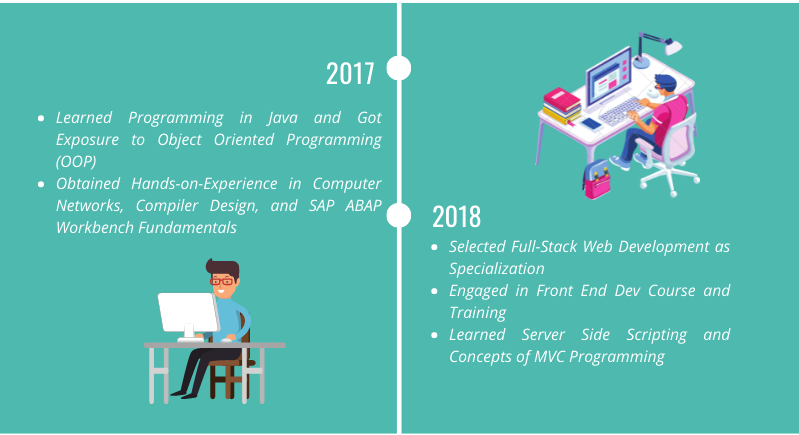 2017
Learned Programming in Java and Got
Exposure to Object Oriented Programming
(OOP)
Obtained Hands-on-Experience in Computer
Networks, Compiler Design, and SAP ABAP
Workbench Fundamentals
2018
Selected Full-Stack Web Development as
Specialization
Engaged in Front End Dev Course and
Training
Learned Server Side Scripting and
Concepts of MVC Programming